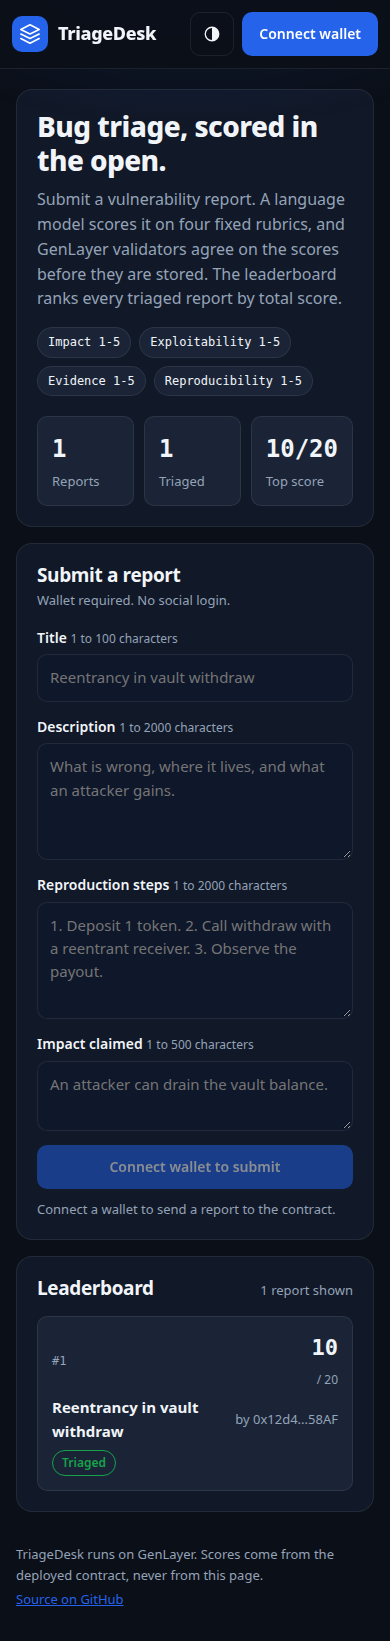 TriageDesk
Connect wallet
Bug triage, scored in
the open.
Submit a vulnerability report. A language
model scores it on four fixed rubrics, and
GenLayer validators agree on the scores
before they are stored. The leaderboard
ranks every triaged report by total score.
Impact 1-5
Exploitability 1-5
Evidence 1-5
Reproducibility 1-5
1
Reports
1
Triaged
10/20
Top score
Submit a report
Wallet required. No social login.
Title 1 to 100 characters
Reentrancy in vault withdraw
Description 1 to 2000 characters
What is wrong, where it lives, and what
an attacker gains.
Reproduction steps 1 to 2000 characters
1. Deposit 1 token. 2. Call withdraw with
a reentrant receiver. 3. Observe the
payout.
Impact claimed 1 to 500 characters
An attacker can drain the vault balance.
Connect wallet to submit
Connect a wallet to send a report to the contract.
Leaderboard
1 report shown
#1
10
/ 20
Reentrancy in vault
withdraw
by 0x12d4...58AF
Triaged
TriageDesk runs on GenLayer. Scores come from the
deployed contract, never from this page.
Source on GitHub